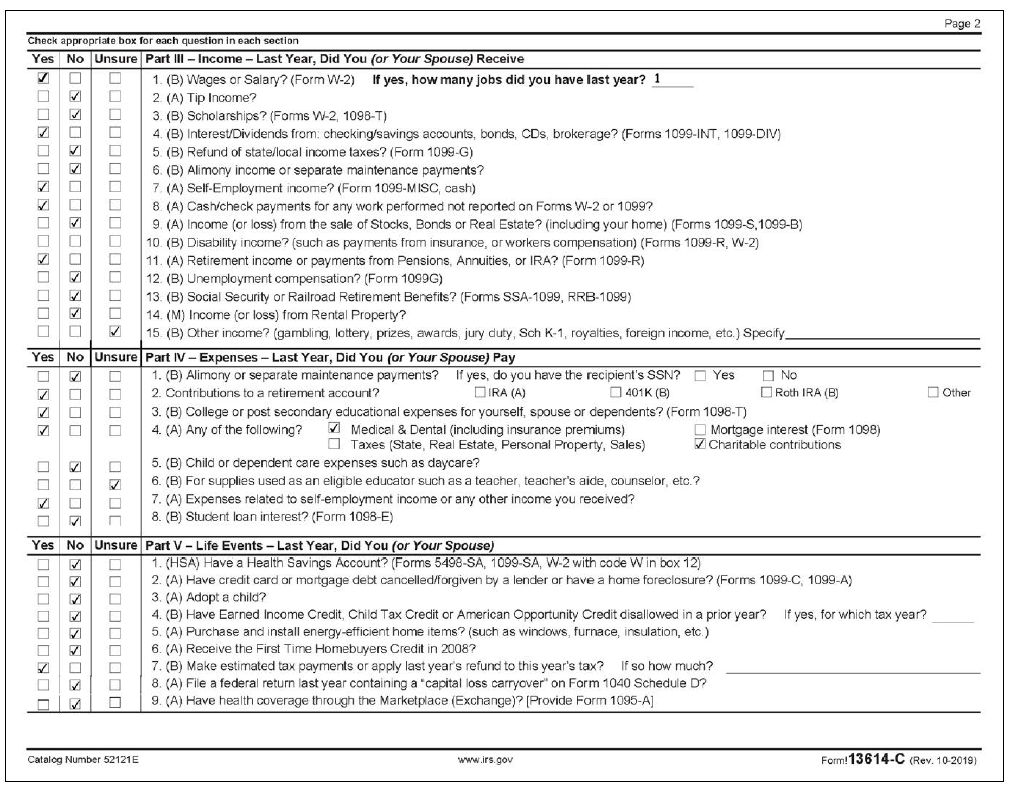 Page 2
Check appropriate box for each question in each section
Yes No Unsure Part III – Income – Last Year, Did You (or Your Spouse) Receive
1. (B) Wages or Salary? (Form W-2) If yes, how many jobs did you have last year? 1
2. (A) Tip Income?
3. (B) Scholarships? (Forms W-2, 1098-T)
4. (B) Interest/Dividends from: checking/savings accounts, bonds, CDs, brokerage? (Forms 1099-INT, 1099-DIV)
5. (B) Refund of state/local income taxes? (Form 1099-G)
6. (B) Alimony income or separate maintenance payments?
7. (A) Self-Employment income? (Form 1099-MISC, cash)
8. (A) Cash/check payments for any work performed not reported on Forms W-2 or 1099?
9. (A) Income (or loss) from the sale of Stocks, Bonds or Real Estate? (including your home) (Forms 1099-S,1099-B)
10. (B) Disability income? (such as payments from insurance, or workers compensation) (Forms 1099-R, W-2)
11. (A) Retirement income or payments from Pensions, Annuities, or IRA? (Form 1099-R)
12. (B) Unemployment compensation? (Form 1099G)
13. (B) Social Security or Railroad Retirement Benefits? (Forms SSA-1099, RRB-1099)
14. (M) Income (or loss) from Rental Property?
15. (B) Other income? (gambling, lottery, prizes, awards, jury duty, Sch K-1, royalties, foreign income, etc.) Specify
Yes No Unsure Part IV – Expenses – Last Year, Did You (or Your Spouse) Pay
1. (B) Alimony or separate maintenance payments? If yes, do you have the recipient's SSN? Yes No
2. Contributions to a retirement account? IRA (A) 401K (B) Roth IRA (B) Other
3. (B) College or post secondary educational expenses for yourself, spouse or dependents? (Form 1098-T)
4. (A) Any of the following? Medical & Dental (including insurance premiums) Mortgage interest (Form 1098)
Taxes (State, Real Estate, Personal Property, Sales) Charitable contributions
5. (B) Child or dependent care expenses such as daycare?
6. (B) For supplies used as an eligible educator such as a teacher, teacher's aide, counselor, etc.?
7. (A) Expenses related to self-employment income or any other income you received?
8. (B) Student loan interest? (Form 1098-E)
Yes No Unsure Part V – Life Events – Last Year, Did You (or Your Spouse)
1. (HSA) Have a Health Savings Account? (Forms 5498-SA, 1099-SA, W-2 with code W in box 12)
2. (A) Have credit card or mortgage debt cancelled/forgiven by a lender or have a home foreclosure? (Forms 1099-C, 1099-A)
3. (A) Adopt a child?
4. (B) Have Earned Income Credit, Child Tax Credit or American Opportunity Credit disallowed in a prior year? If yes, for which tax year?
5. (A) Purchase and install energy-efficient home items? (such as windows, furnace, insulation, etc.)
6. (A) Receive the First Time Homebuyers Credit in 2008?
7. (B) Make estimated tax payments or apply last year's refund to this year's tax? If so how much?
8. (A) File a federal return last year containing a "capital loss carryover" on Form 1040 Schedule D?
9. (A) Have health coverage through the Marketplace (Exchange)? [Provide Form 1095-A]
Catalog Number 52121E www.irs.gov Form! 13614-C (Rev. 10-2019)